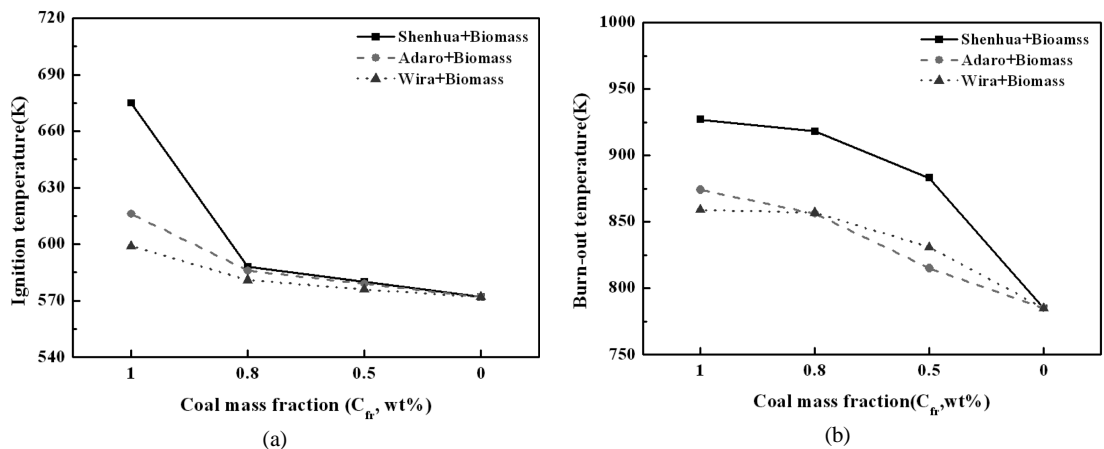 720
690
660
630
600
570
540
Ignition temperature(K)
Shenhua+Biomass
Adaro+Biomass
Wira+Biomass
1
0.8
0.5
0
Coal mass fraction (C_fr, wt%)
(a)
1000
950
900
850
800
750
Burn-out temperature(K)
Shenhua+Bioamss
Adaro+Biomass
Wira+Biomass
1
0.8
0.5
0
Coal mass fraction(C_fr,wt%)
(b)